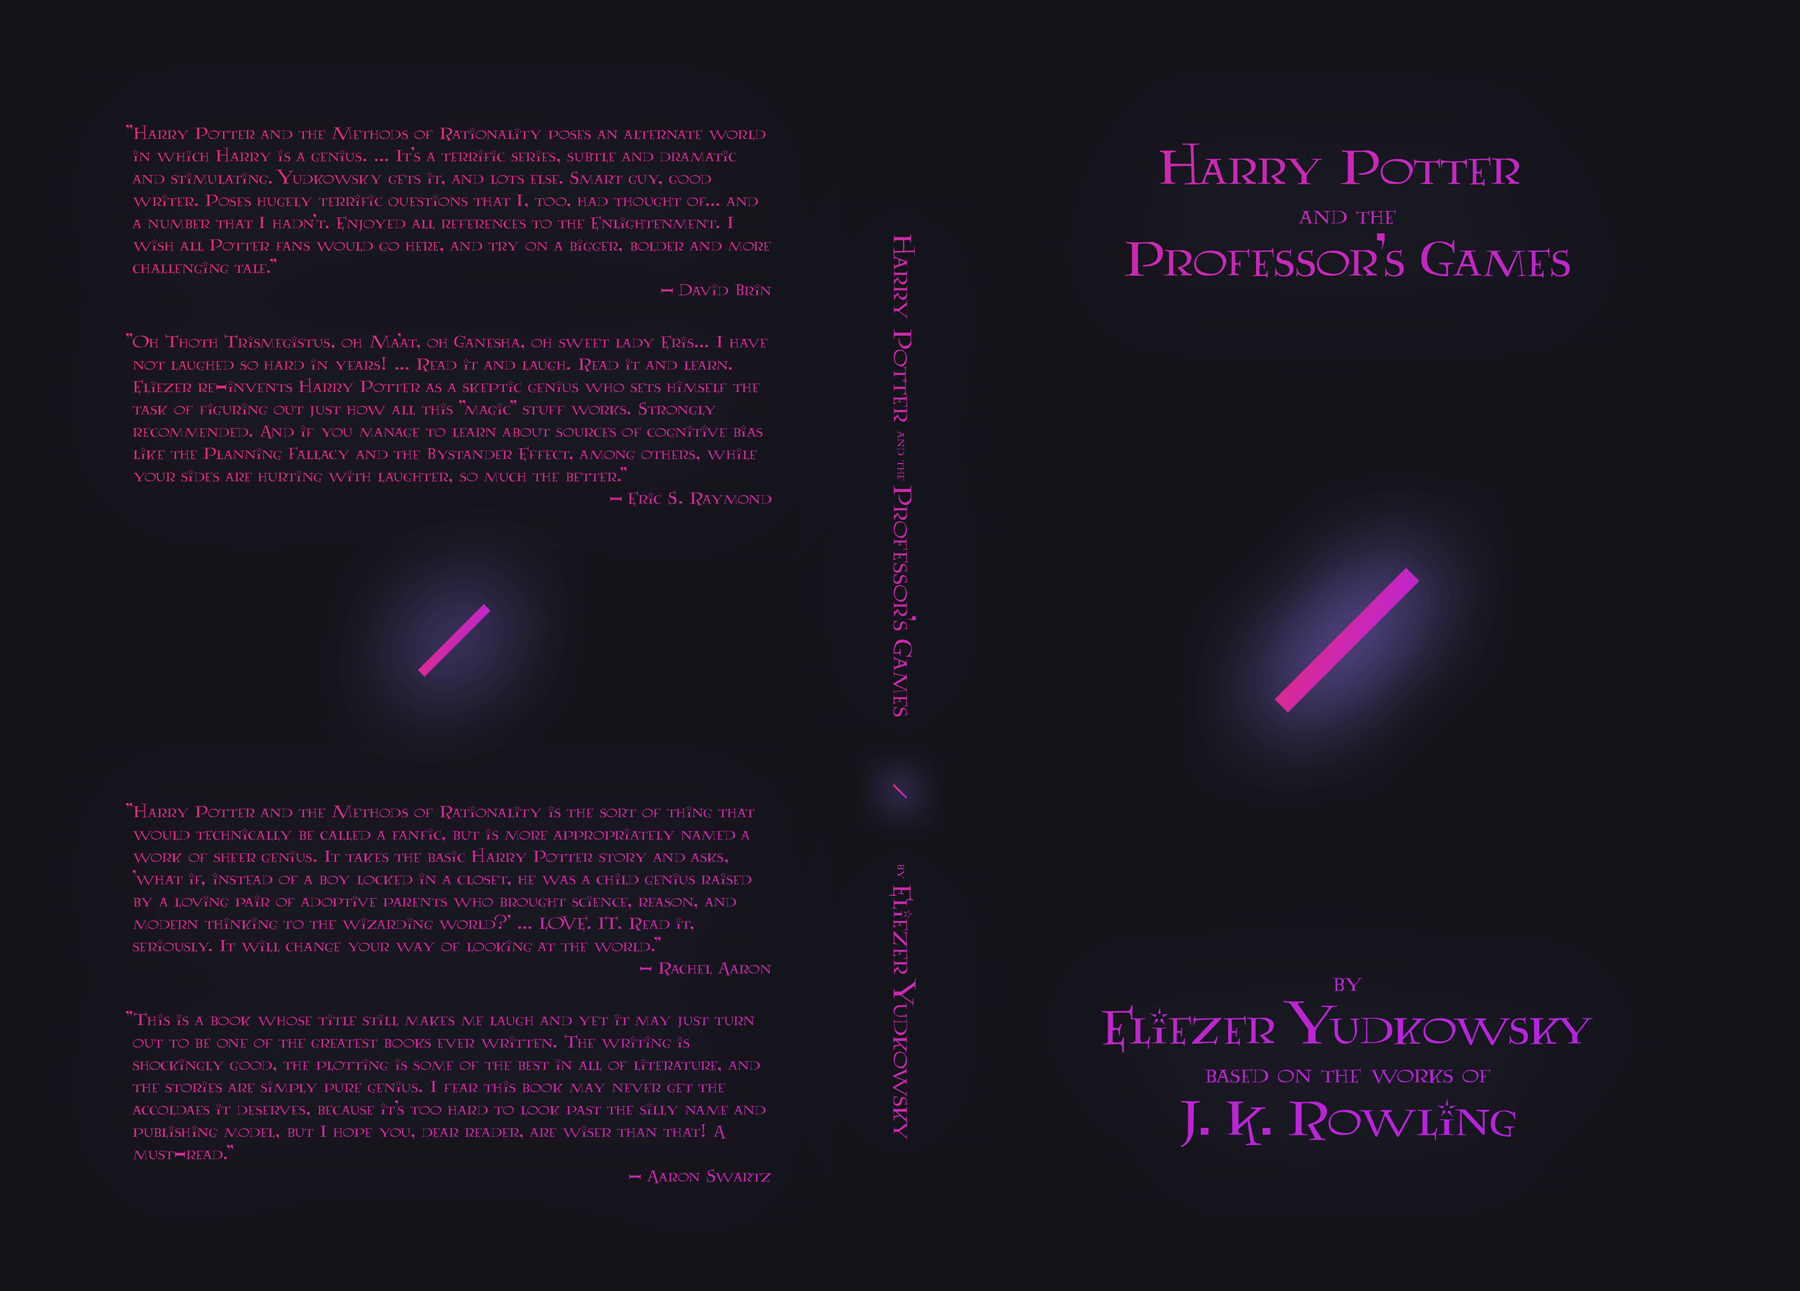 "Harry Potter and the Methods of Rationality poses an alternate world
in which Harry is a genius. ... It's a terrific series, subtle and dramatic
and stimulating. Yudkowsky gets it, and lots else. Smart guy, good
writer. Poses hugely terrific questions that I, too, had thought of... and
a number that I hadn't. Enjoyed all references to the Enlightenment. I
wish all Potter fans would go here, and try on a bigger, bolder and more
challenging tale."
– David Brin
"Oh Thoth Trismegistus, oh Ma'at, oh Ganesha, oh sweet lady Eris... I have
not laughed so hard in years! ... Read it and laugh. Read it and learn.
Eliezer re-invents Harry Potter as a skeptic genius who sets himself the
task of figuring out just how all this "magic" stuff works. Strongly
recommended. And if you manage to learn about sources of cognitive bias
like the Planning Fallacy and the Bystander Effect, among others, while
your sides are hurting with laughter, so much the better."
– Eric S. Raymond
"Harry Potter and the Methods of Rationality is the sort of thing that
would technically be called a fanfic, but is more appropriately named a
work of sheer genius. It takes the basic Harry Potter story and asks,
'what if, instead of a boy locked in a closet, he was a child genius raised
by a loving pair of adoptive parents who brought science, reason, and
modern thinking to the wizarding world?' ... LOVE. IT. Read it,
seriously. It will change your way of looking at the world."
– Rachel Aaron
"This is a book whose title still makes me laugh and yet it may just turn
out to be one of the greatest books ever written. The writing is
shockingly good, the plotting is some of the best in all of literature, and
the stories are simply pure genius. I fear this book may never get the
accoldaes it deserves, because it's too hard to look past the silly name and
publishing model, but I hope you, dear reader, are wiser than that! A
must-read."
– Aaron Swartz
Harry Potter and the Professor's Games
by Eliezer Yudkowsky
Harry Potter
and the
Professor's Games
by
Eliezer Yudkowsky
based on the works of
J. K. Rowling